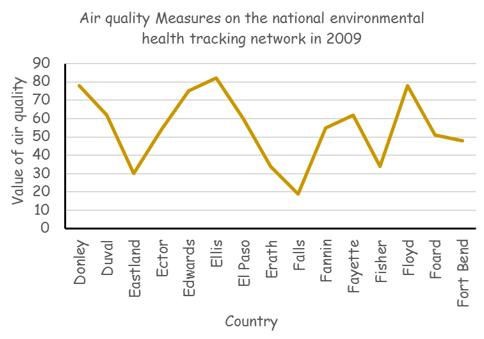 Air quality Measures on the national environmental
health tracking network in 2009
Value of air quality
90
80
70
60
50
40
30
20
10
0
Donley
Duval
Eastland
Ector
Edwards
Ellis
El Paso
Erath
Falls
Fannin
Fayette
Fisher
Floyd
Foard
Fort Bend
Country